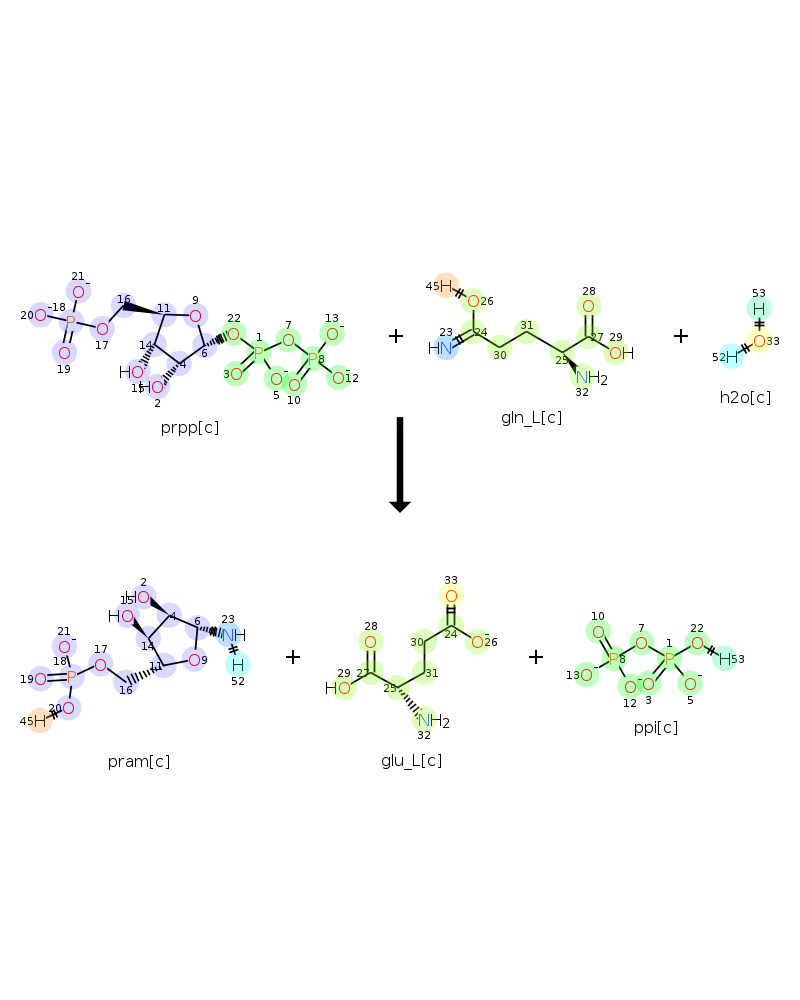 21 O - 16 11 9 O 22 O 7 O 13 O - 45 H O 26 28 O 53 H
20 O - 18 P O 17 14 6 1 P P 8 23 HN 24 31 27 29 OH O 33
O 19 HO 15 4 3 O O - 5 O 10 O - 12 30 25 52 H
HO 2 NH2 32
+ +
prpp[c] gln_L[c] h2o[c]
2 HO 15 HO 4 6 23 NH O 33 10 O 7 O 22 O
21 O - 17 O 14 H 52 28 O 30 24 O - 26 P 8 1 P H 53
18 19 O P 16 11 O 9 29 HO 27 25 31 13 O - O - 12 O 3 O - 5
45 H 20 O NH2 32
+ +
pram[c] glu_L[c] ppi[c]